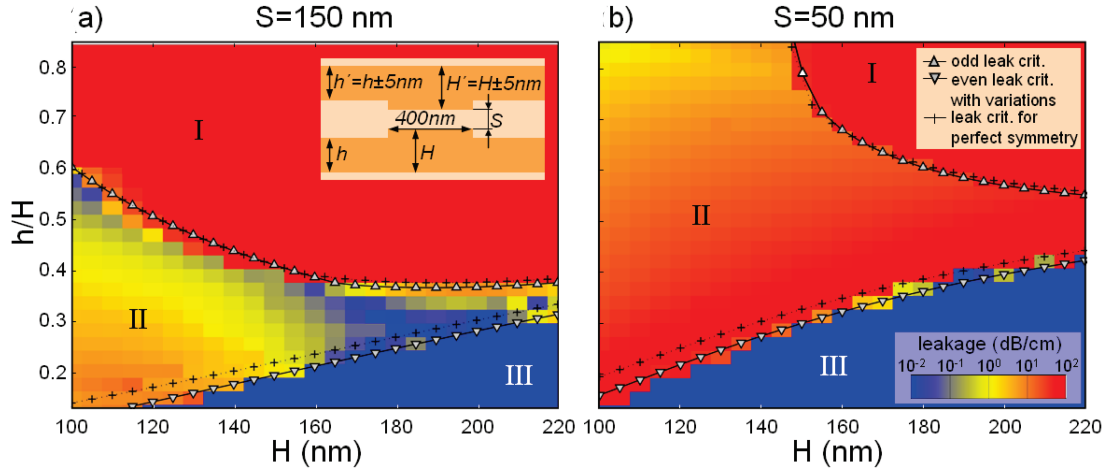 a) S=150 nm
b) S=50 nm
h/H
0.8
0.7
0.6
0.5
0.4
0.3
0.2
I
II
III
h´=h±5nm
H´=H±5nm
400nm
S
h
H
100 120 140 160 180 200 220
H (nm)
I
II
III
odd leak crit.
even leak crit.
with variations
leak crit. for
perfect symmetry
leakage (dB/cm)
10⁻² 10⁻¹ 10⁰ 10¹ 10²
100 120 140 160 180 200 220
H (nm)